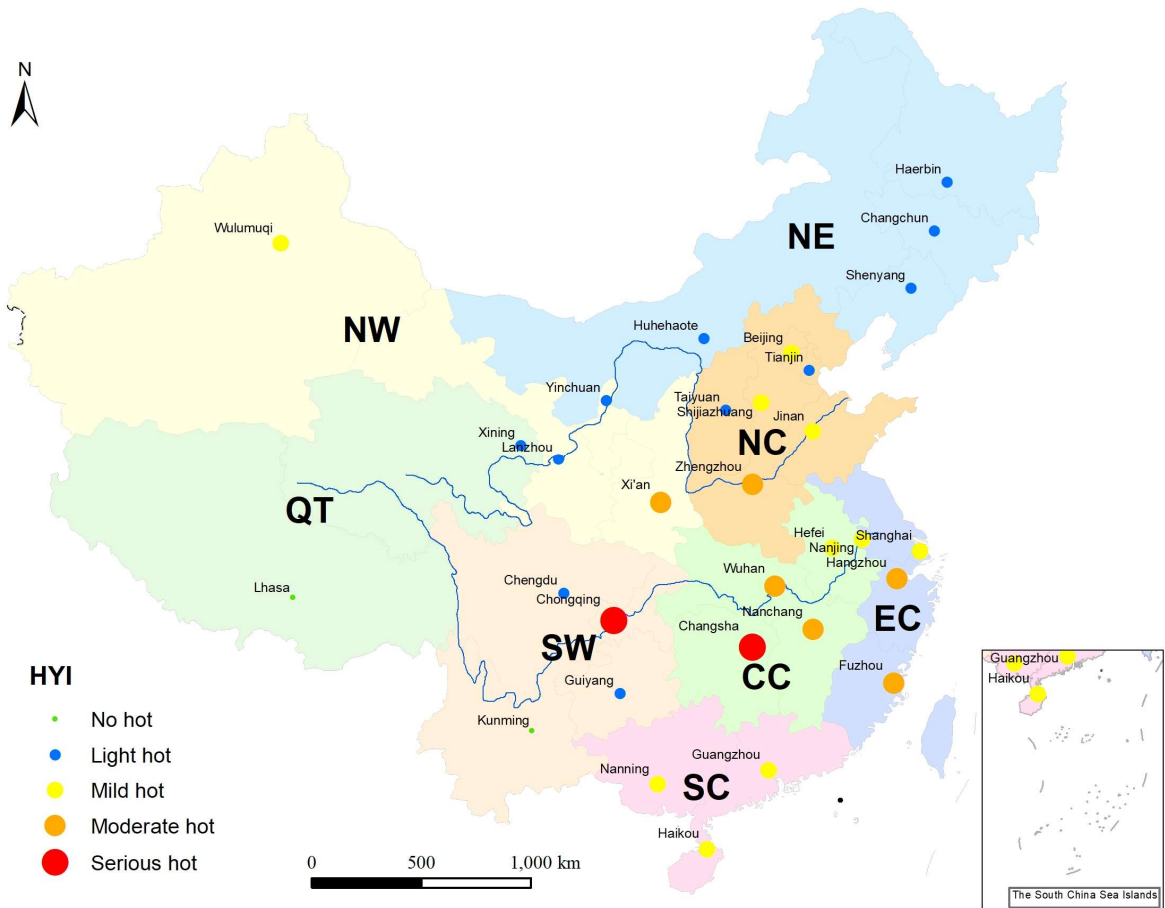 N
Haerbin
Wulumuqi
Changchun
NE
Shenyang
NW
Huhehaote
Beijing
Tianjin
Yinchuan
Taiyuan
Shijiazhuang
Jinan
Xining
NC
Lanzhou
Zhengzhou
Xi'an
QT
Hefei
Shanghai
Nanjing
Hangzhou
Wuhan
Lhasa
Chengdu
Chongqing
Nanchang
EC
Changsha
SW
CC
Fuzhou
Guiyang
HYI
Kunming
No hot
Light hot
Mild hot
Moderate hot
Serious hot
Guangzhou
Nanning
SC
Haikou
0 500 1,000 km
Guangzhou
Haikou
The South China Sea Islands